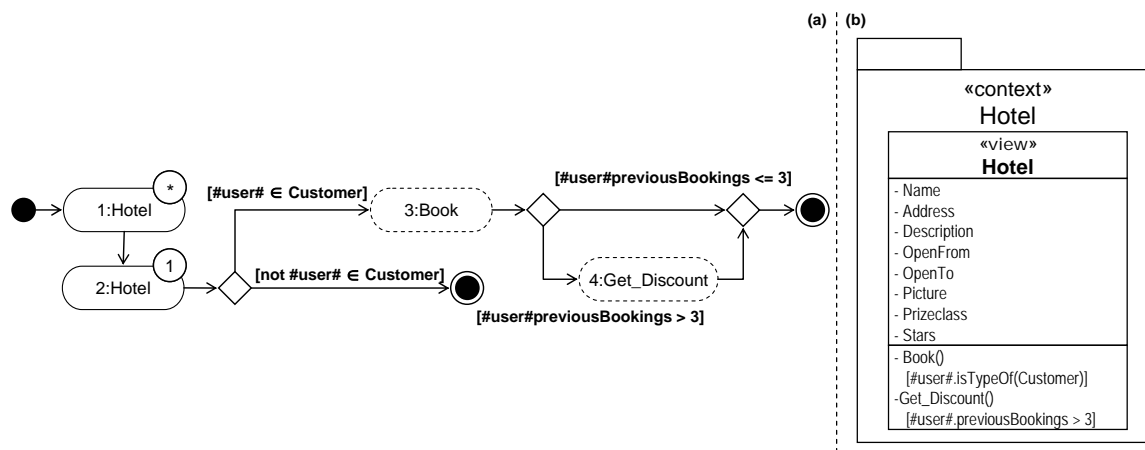 (a)
(b)
«context»
Hotel
«view»
Hotel
- Name
- Address
- Description
- OpenFrom
- OpenTo
- Picture
- Prizeclass
- Stars
- Book()
[#user#.isTypeOf(Customer)]
-Get_Discount()
[#user#.previousBookings > 3]
*
1:Hotel
1
2:Hotel
[#user# ∈ Customer]
3:Book
[not #user# ∈ Customer]
[#user#previousBookings <= 3]
4:Get_Discount
[#user#previousBookings > 3]